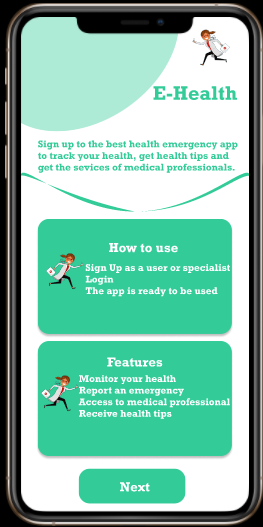 E-Health
Sign up to the best health emergency app
to track your health, get health tips and
get the sevices of medical professionals.
How to use
Sign Up as a user or specialist
Login
The app is ready to be used
Features
Monitor your health
Report an emergency
Access to medical professional
Receive health tips
Next